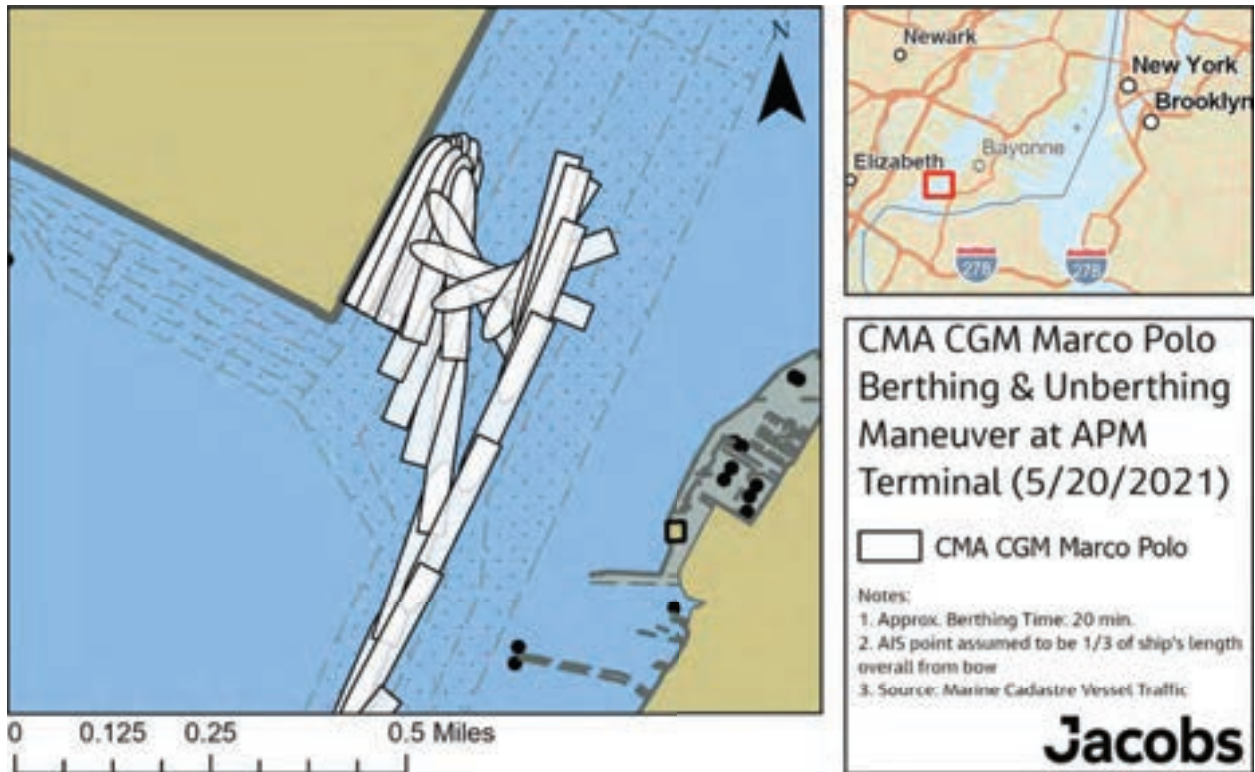 N
0 0.125 0.25 0.5 Miles
Newark
New York
Brooklyn
Bayonne
Elizabeth
278 278
CMA CGM Marco Polo
Berthing & Unberthing
Maneuver at APM
Terminal (5/20/2021)
CMA CGM Marco Polo
Notes:
1. Approx. Berthing Time: 20 min.
2. AIS point assumed to be 1/3 of ship's length
overall from bow
3. Source: Marine Cadastre Vessel Traffic
Jacobs